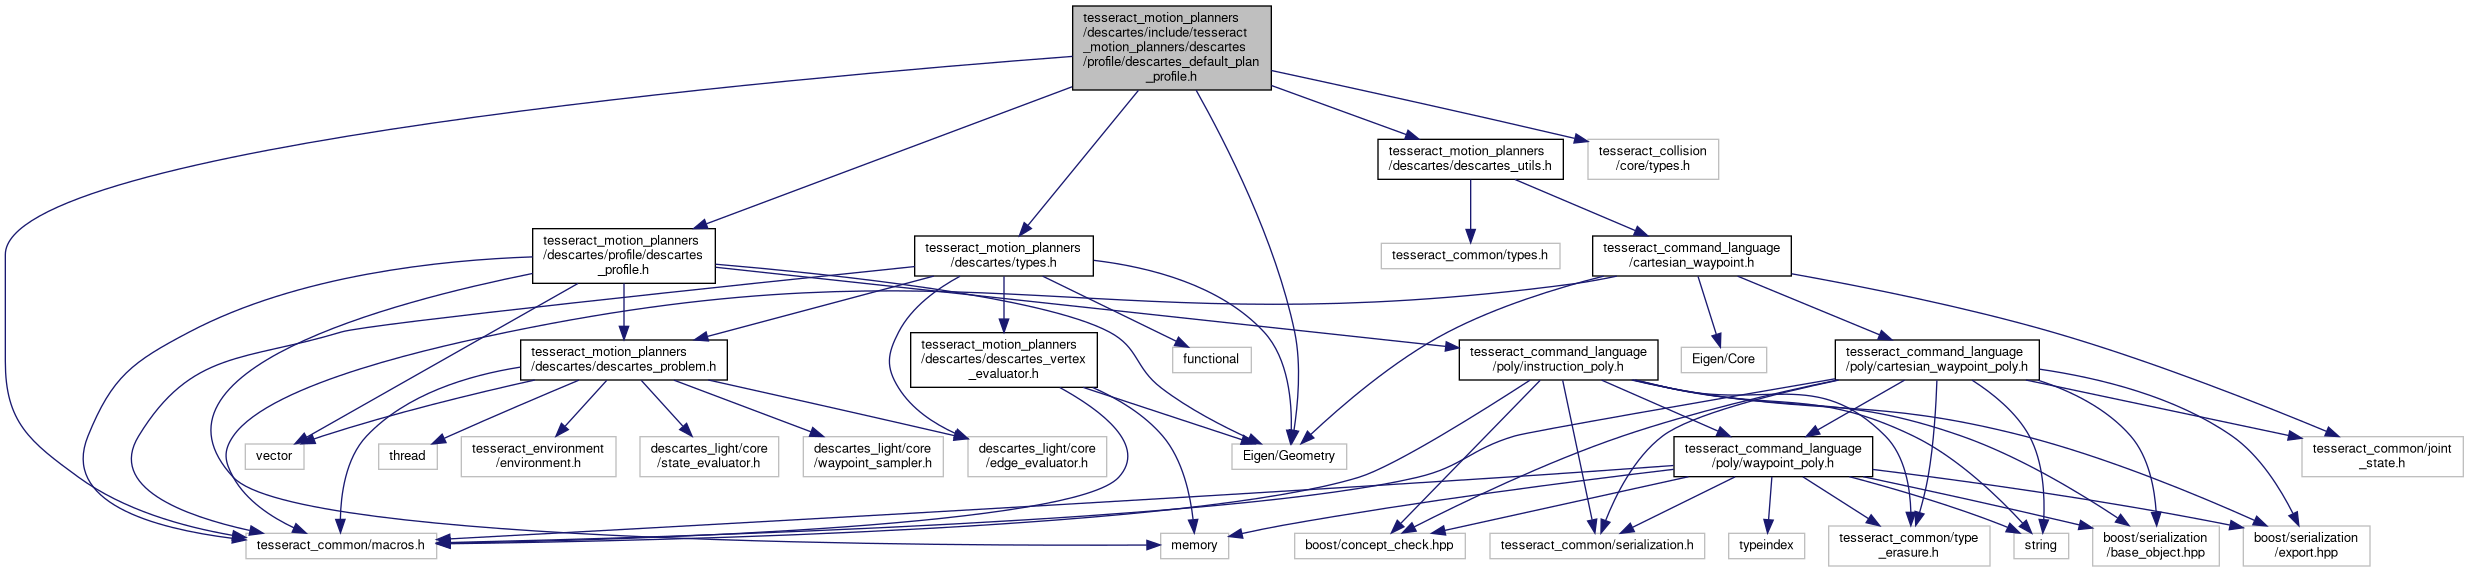 tesseract_motion_planners
/descartes/include/tesseract
_motion_planners/descartes
/profile/descartes_default_plan
_profile.h
tesseract_motion_planners
/descartes/descartes_utils.h
tesseract_collision
/core/types.h
tesseract_motion_planners
/descartes/profile/descartes
_profile.h
tesseract_motion_planners
/descartes/types.h
tesseract_common/types.h
tesseract_command_language
/cartesian_waypoint.h
tesseract_motion_planners
/descartes/descartes_problem.h
tesseract_motion_planners
/descartes/descartes_vertex
_evaluator.h
functional
tesseract_command_language
/poly/instruction_poly.h
Eigen/Core
tesseract_command_language
/poly/cartesian_waypoint_poly.h
vector
thread
tesseract_environment
/environment.h
descartes_light/core
/state_evaluator.h
descartes_light/core
/waypoint_sampler.h
descartes_light/core
/edge_evaluator.h
Eigen/Geometry
tesseract_command_language
/poly/waypoint_poly.h
tesseract_common/joint
_state.h
tesseract_common/macros.h
memory
boost/concept_check.hpp
tesseract_common/serialization.h
typeindex
tesseract_common/type
_erasure.h
string
boost/serialization
/base_object.hpp
boost/serialization
/export.hpp